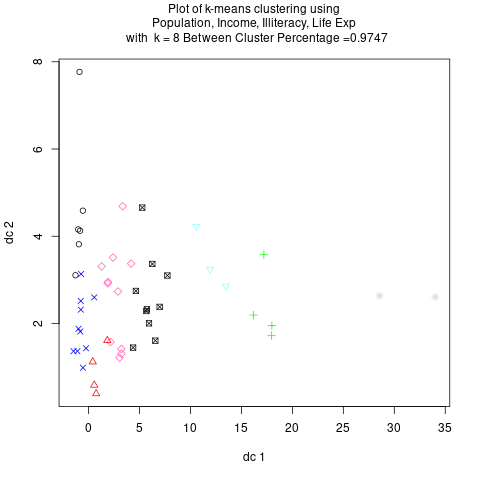 Plot of k-means clustering using
Population, Income, Illiteracy, Life Exp
with k = 8 Between Cluster Percentage =0.9747
8
6
4
2
dc 2
0 5 10 15 20 25 30 35
dc 1